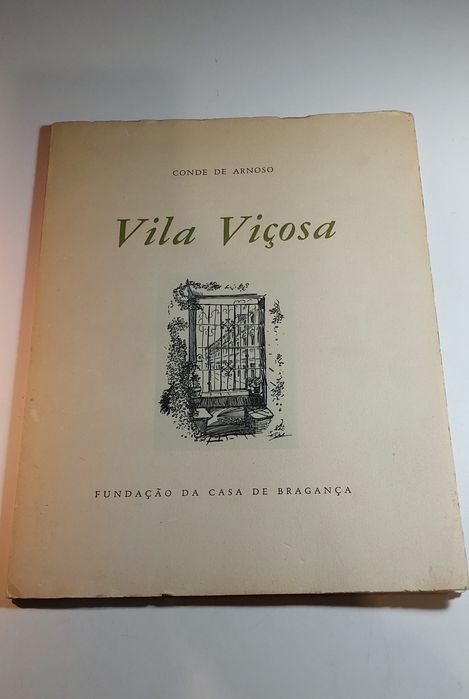 CONDE DE ARNOSO
Vila Viçosa
FUNDAÇÃO DA CASA DE BRAGANÇA